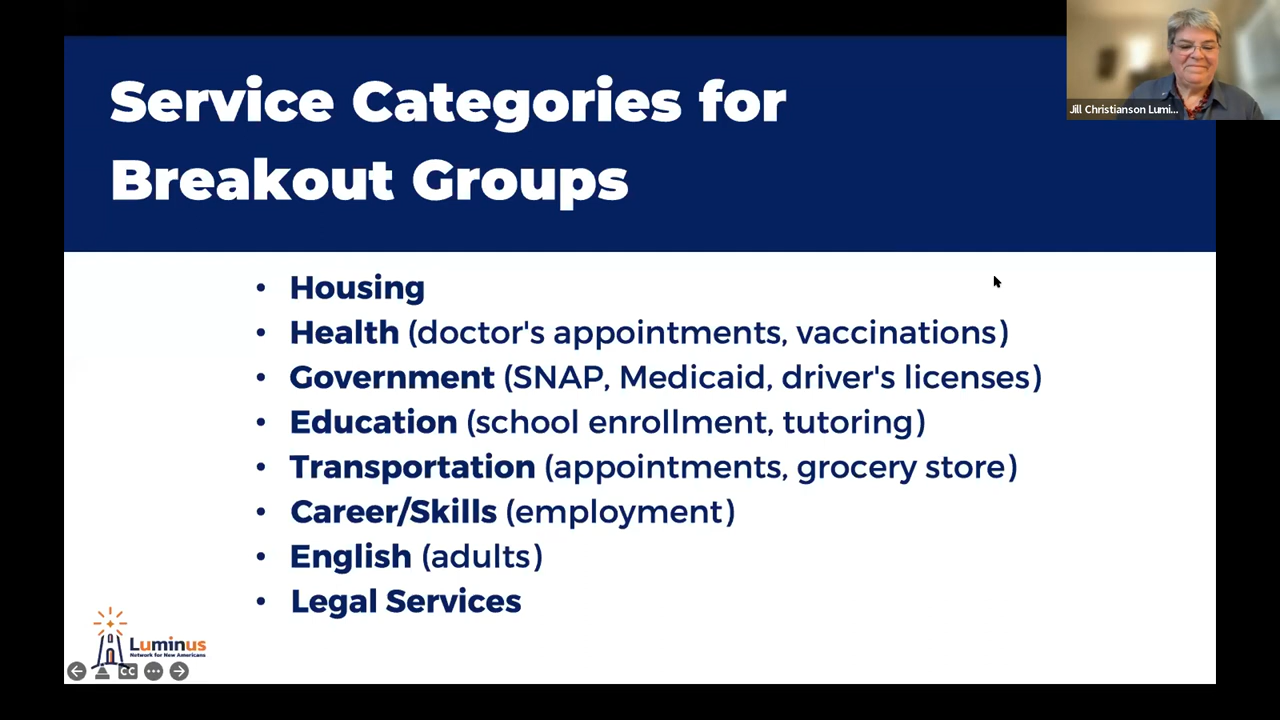 Service Categories for
Breakout Groups
Jill Christianson Lumi...
• Housing
• Health (doctor's appointments, vaccinations)
• Government (SNAP, Medicaid, driver's licenses)
• Education (school enrollment, tutoring)
• Transportation (appointments, grocery store)
• Career/Skills (employment)
• English (adults)
• Legal Services
Luminus
Network for New Americans
CC